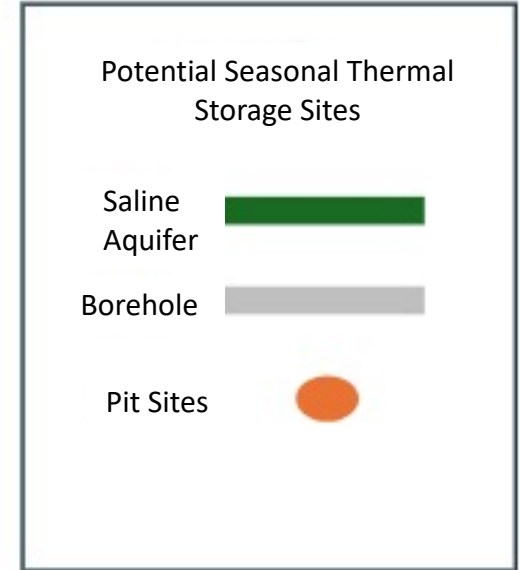 Potential Seasonal Thermal
Storage Sites
Saline
Aquifer
Borehole
Pit Sites